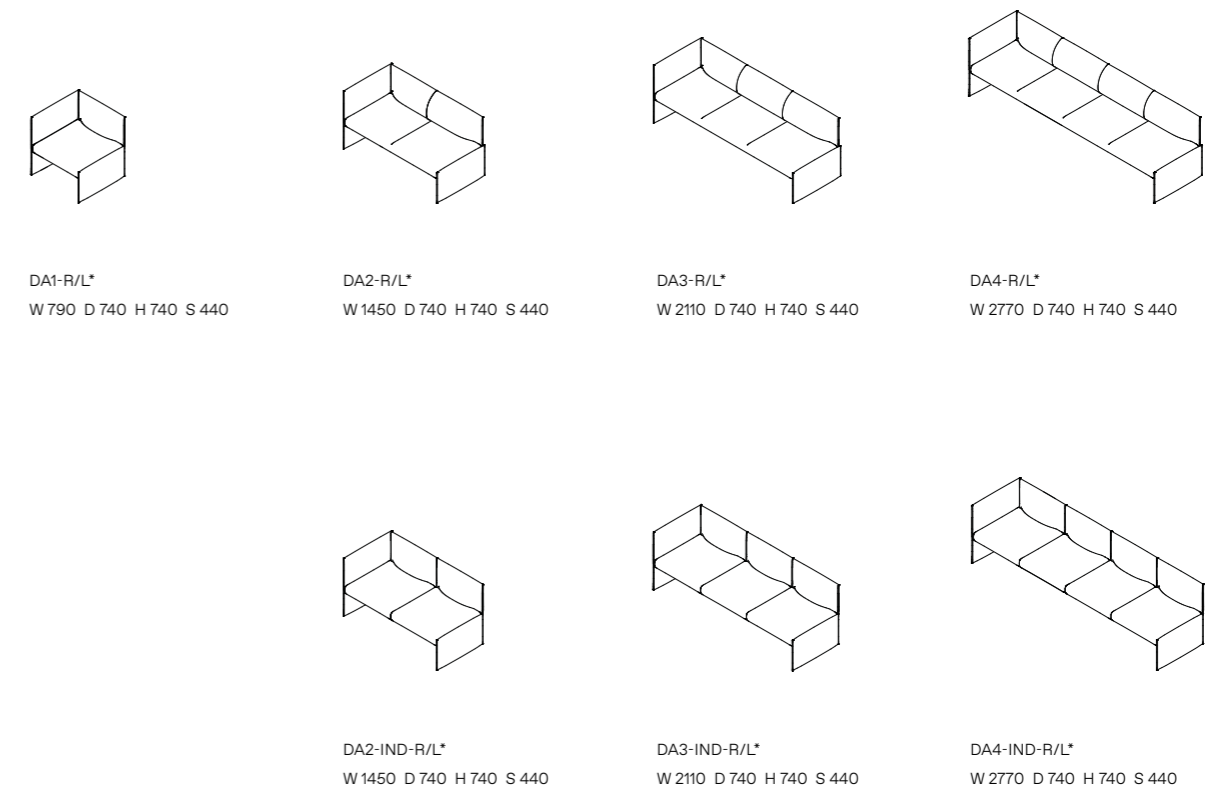 DA1-R/L*
W 790 D 740 H 740 S 440
DA2-R/L*
W 1450 D 740 H 740 S 440
DA3-R/L*
W 2110 D 740 H 740 S 440
DA4-R/L*
W 2770 D 740 H 740 S 440
DA2-IND-R/L*
W 1450 D 740 H 740 S 440
DA3-IND-R/L*
W 2110 D 740 H 740 S 440
DA4-IND-R/L*
W 2770 D 740 H 740 S 440